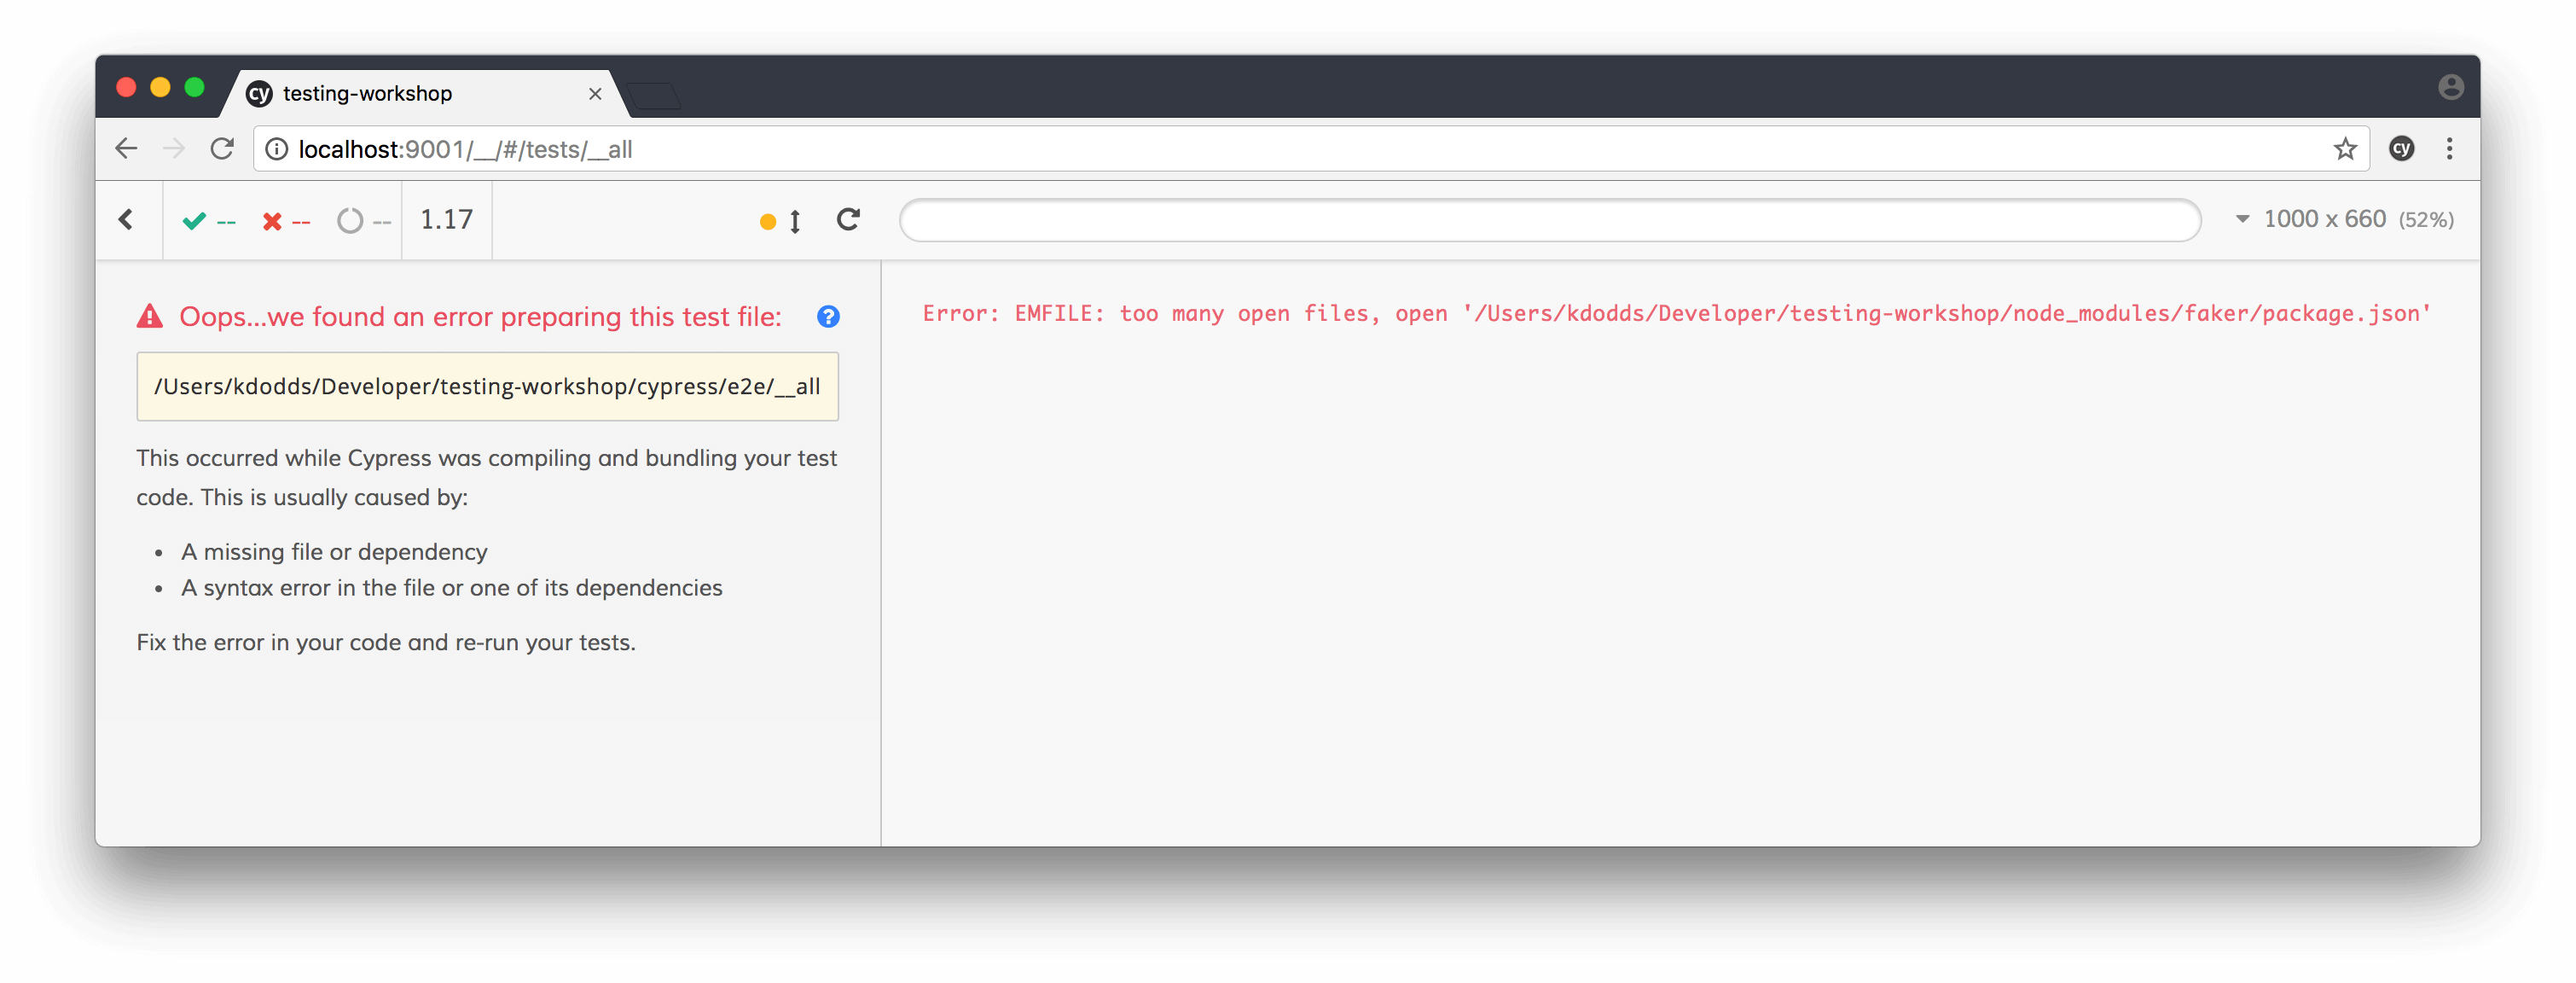 cy testing-workshop
localhost:9001/__/#/tests/__all cy
-- -- -- 1.17 1000 x 660 (52%)
Oops...we found an error preparing this test file: ?
/Users/kdodds/Developer/testing-workshop/cypress/e2e/__all
This occurred while Cypress was compiling and bundling your test
code. This is usually caused by:
• A missing file or dependency
• A syntax error in the file or one of its dependencies
Fix the error in your code and re-run your tests.
Error: EMFILE: too many open files, open '/Users/kdodds/Developer/testing-workshop/node_modules/faker/package.json'